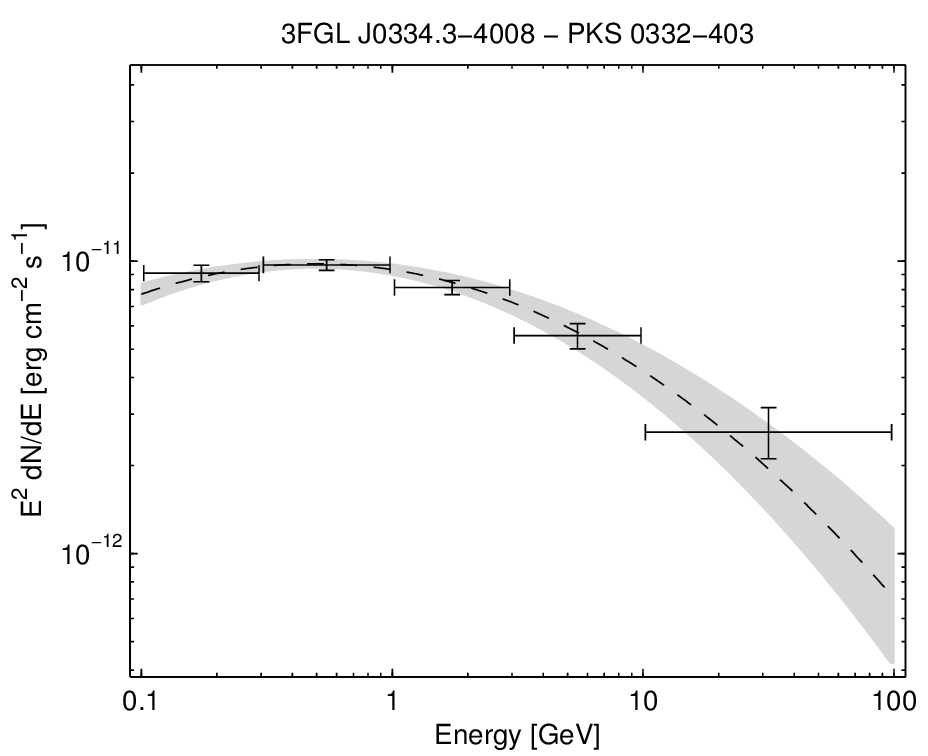 3FGL J0334.3−4008 − PKS 0332−403
E² dN/dE [erg cm⁻² s⁻¹]
10⁻¹¹
10⁻¹²
0.1 1 10 100
Energy [GeV]